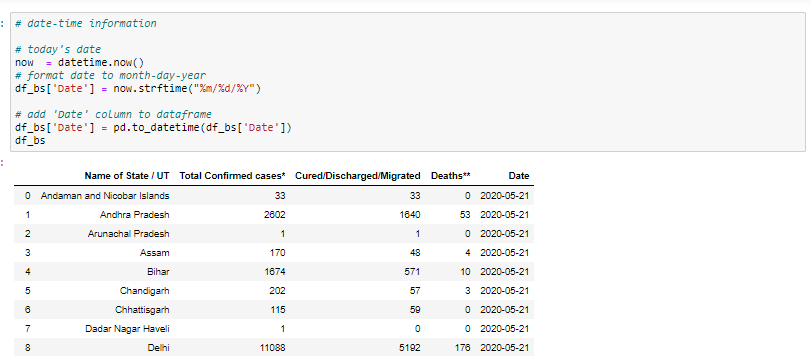 :
# date-time information
# today's date
now  = datetime.now()
# format date to month-day-year
df_bs['Date'] = now.strftime("%m/%d/%Y")
# add 'Date' column to dataframe
df_bs['Date'] = pd.to_datetime(df_bs['Date'])
df_bs
:
Name of State / UT Total Confirmed cases* Cured/Discharged/Migrated Deaths** Date
0 Andaman and Nicobar Islands 33 33 0 2020-05-21
1 Andhra Pradesh 2602 1640 53 2020-05-21
2 Arunachal Pradesh 1 1 0 2020-05-21
3 Assam 170 48 4 2020-05-21
4 Bihar 1674 571 10 2020-05-21
5 Chandigarh 202 57 3 2020-05-21
6 Chhattisgarh 115 59 0 2020-05-21
7 Dadar Nagar Haveli 1 0 0 2020-05-21
8 Delhi 11088 5192 176 2020-05-21